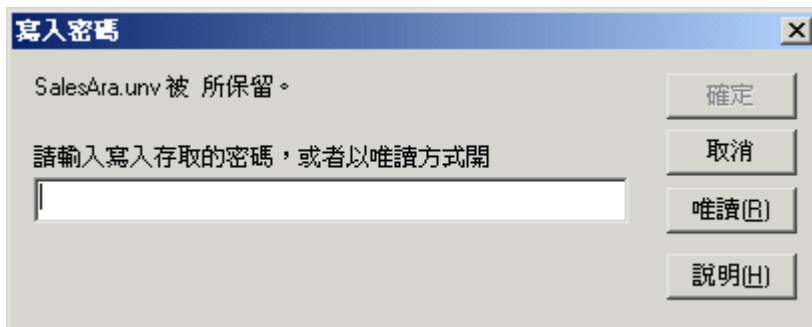 寫入密碼
SalesAra.unv 被 所保留。
請輸入寫入存取的密碼，或者以唯讀方式開
確定
取消
唯讀(R)
說明(H)